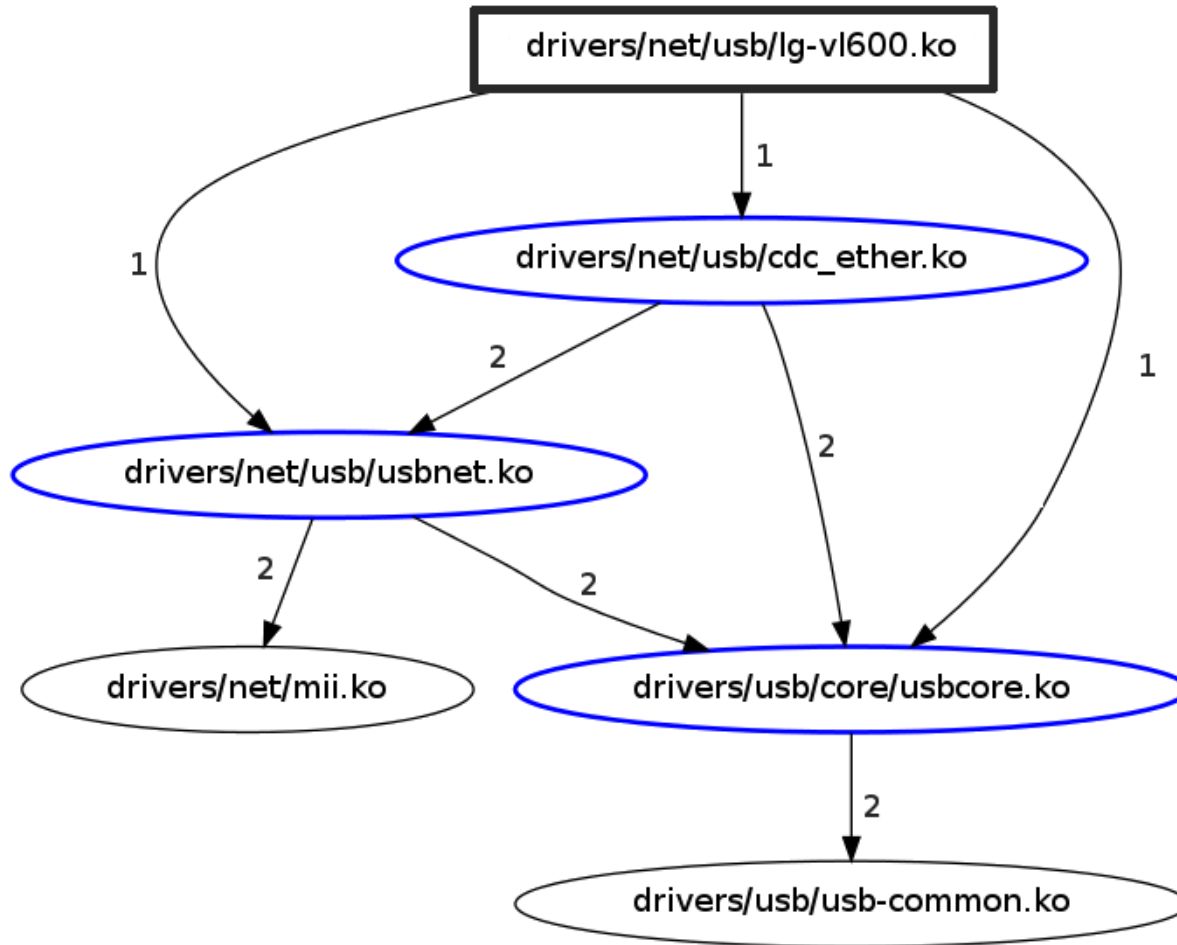 drivers/net/usb/lg-vl600.ko
1
drivers/net/usb/cdc_ether.ko
1
1
2
2
drivers/net/usb/usbnet.ko
2
2
drivers/net/mii.ko
drivers/usb/core/usbcore.ko
2
drivers/usb/usb-common.ko